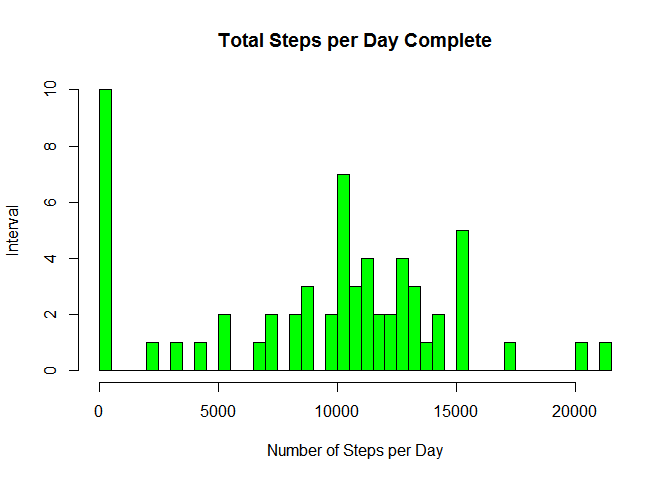 Total Steps per Day Complete
10
8
6
4
2
0
Interval
0 5000 10000 15000 20000
Number of Steps per Day